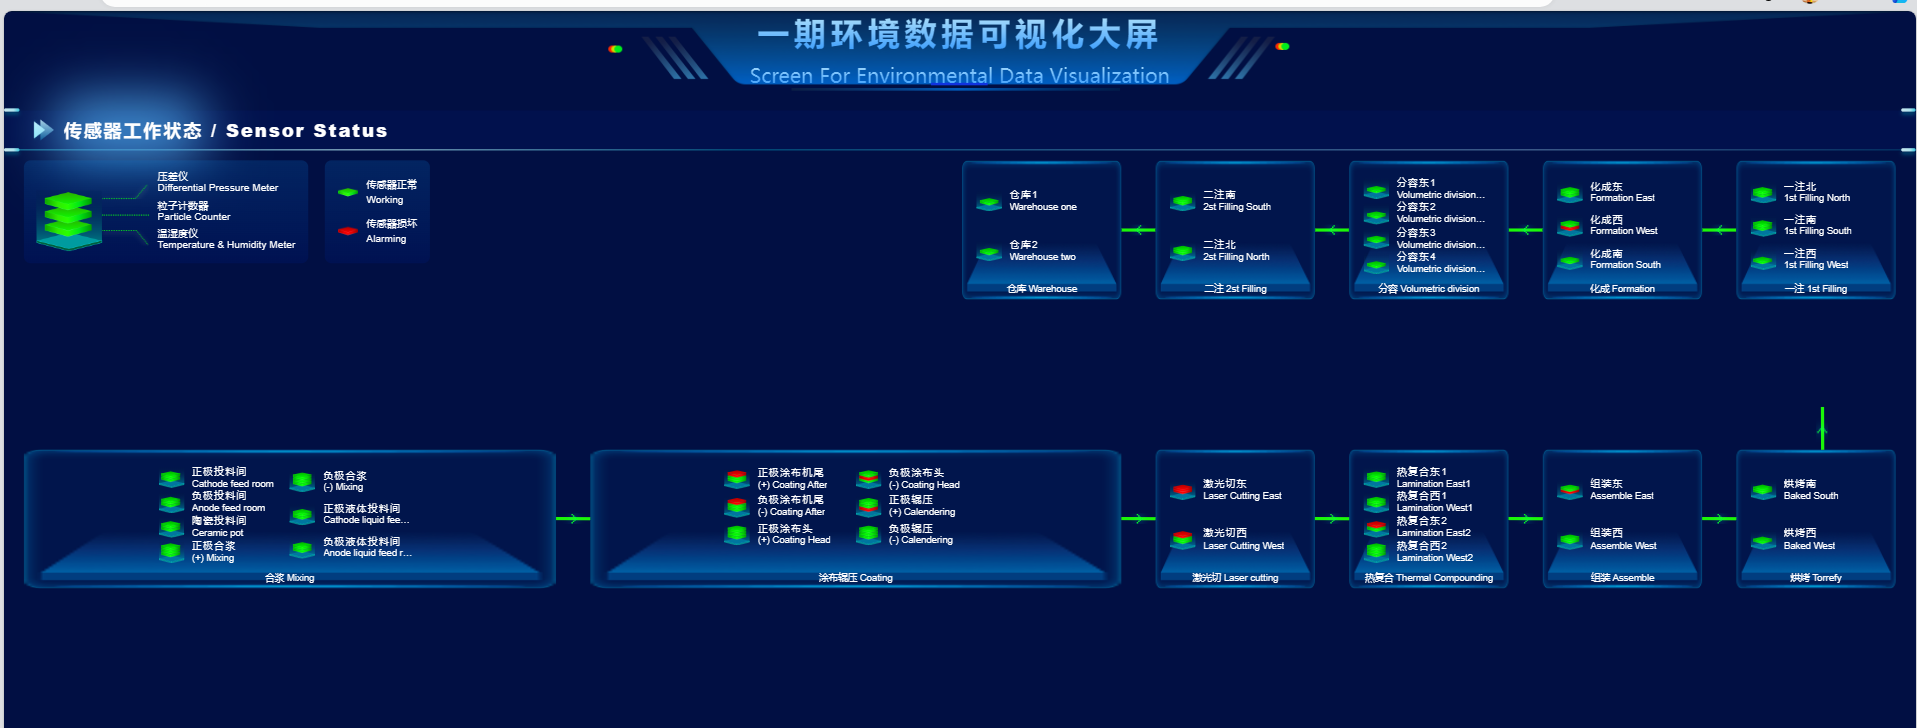 一期环境数据可视化大屏
Screen For Environmental Data Visualization
传感器工作状态 / Sensor Status
压差仪
Differential Pressure Meter
粒子计数器
Particle Counter
温湿度仪
Temperature & Humidity Meter
传感器正常
Working
传感器损坏
Alarming
仓库1
Warehouse one
仓库2
Warehouse two
仓库 Warehouse
二注南
2st Filling South
二注北
2st Filling North
二注 2st Filling
分容东1
Volumetric division...
分容东2
Volumetric division...
分容东3
Volumetric division...
分容东4
Volumetric division...
分容 Volumetric division
化成东
Formation East
化成西
Formation West
化成南
Formation South
化成 Formation
一注北
1st Filling North
一注南
1st Filling South
一注西
1st Filling West
一注 1st Filling
正极投料间
Cathode feed room
负极投料间
Anode feed room
陶瓷投料间
Ceramic pot
正极合浆
(+) Mixing
负极合浆
(-) Mixing
正极液体投料间
Cathode liquid fee...
负极液体投料间
Anode liquid feed r...
合浆 Mixing
正极涂布机尾
(+) Coating After
负极涂布机尾
(-) Coating After
正极涂布头
(+) Coating Head
负极涂布头
(-) Coating Head
正极辊压
(+) Calendering
负极辊压
(-) Calendering
涂布辊压 Coating
激光切东
Laser Cutting East
激光切西
Laser Cutting West
激光切 Laser cutting
热复合东1
Lamination East1
热复合西1
Lamination West1
热复合东2
Lamination East2
热复合西2
Lamination West2
热复合 Thermal Compounding
组装东
Assemble East
组装西
Assemble West
组装 Assemble
烘烤南
Baked South
烘烤西
Baked West
烘烤 Torrefy